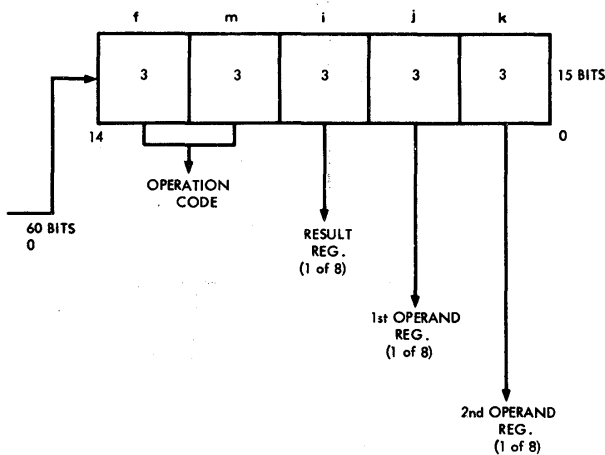 f m i j k
3 3 3 3 3 15 BITS
14 0
OPERATION
CODE
60 BITS
0
RESULT
REG.
(1 of 8)
1st OPERAND
REG.
(1 of 8)
2nd OPERAND
REG.
(1 of 8)